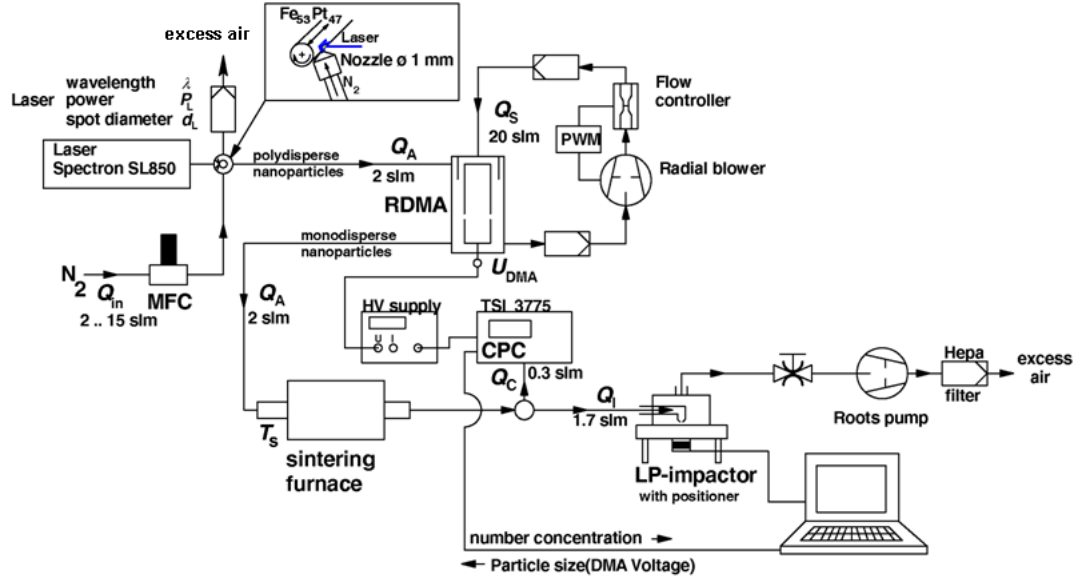 excess air
Fe53Pt47
Laser
Nozzle ø 1 mm
N2
wavelength λ
Laser power PL
spot diameter dL
Laser
Spectron SL850
polydisperse
nanoparticles
QA
2 slm
QS
20 slm
PWM
Flow
controller
Radial blower
RDMA
monodisperse
nanoparticles
UDMA
N2
Qin
2 .. 15 slm
MFC
QA
2 slm
HV supply
U I
TSI 3775
CPC
QC
0.3 slm
QI
1.7 slm
TS
sintering
furnace
LP-impactor
with positioner
Roots pump
Hepa
filter
excess
air
number concentration
Particle size(DMA Voltage)